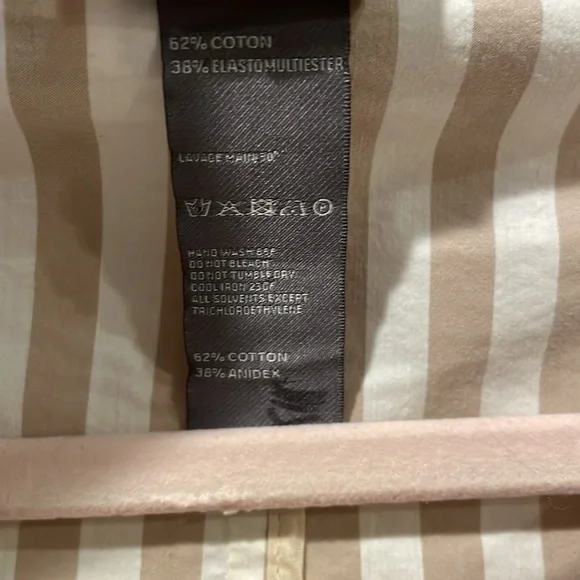 62% COTON
38% ELASTOMULTIESTER
LAVAGE MAIN 30°
HAND WASH 85F
DO NOT BLEACH
DO NOT TUMBLE DRY
COOL IRON 230F
ALL SOLVENTS EXCEPT
TRICHLOROETHYLENE
62% COTTON
38% ANIDEX